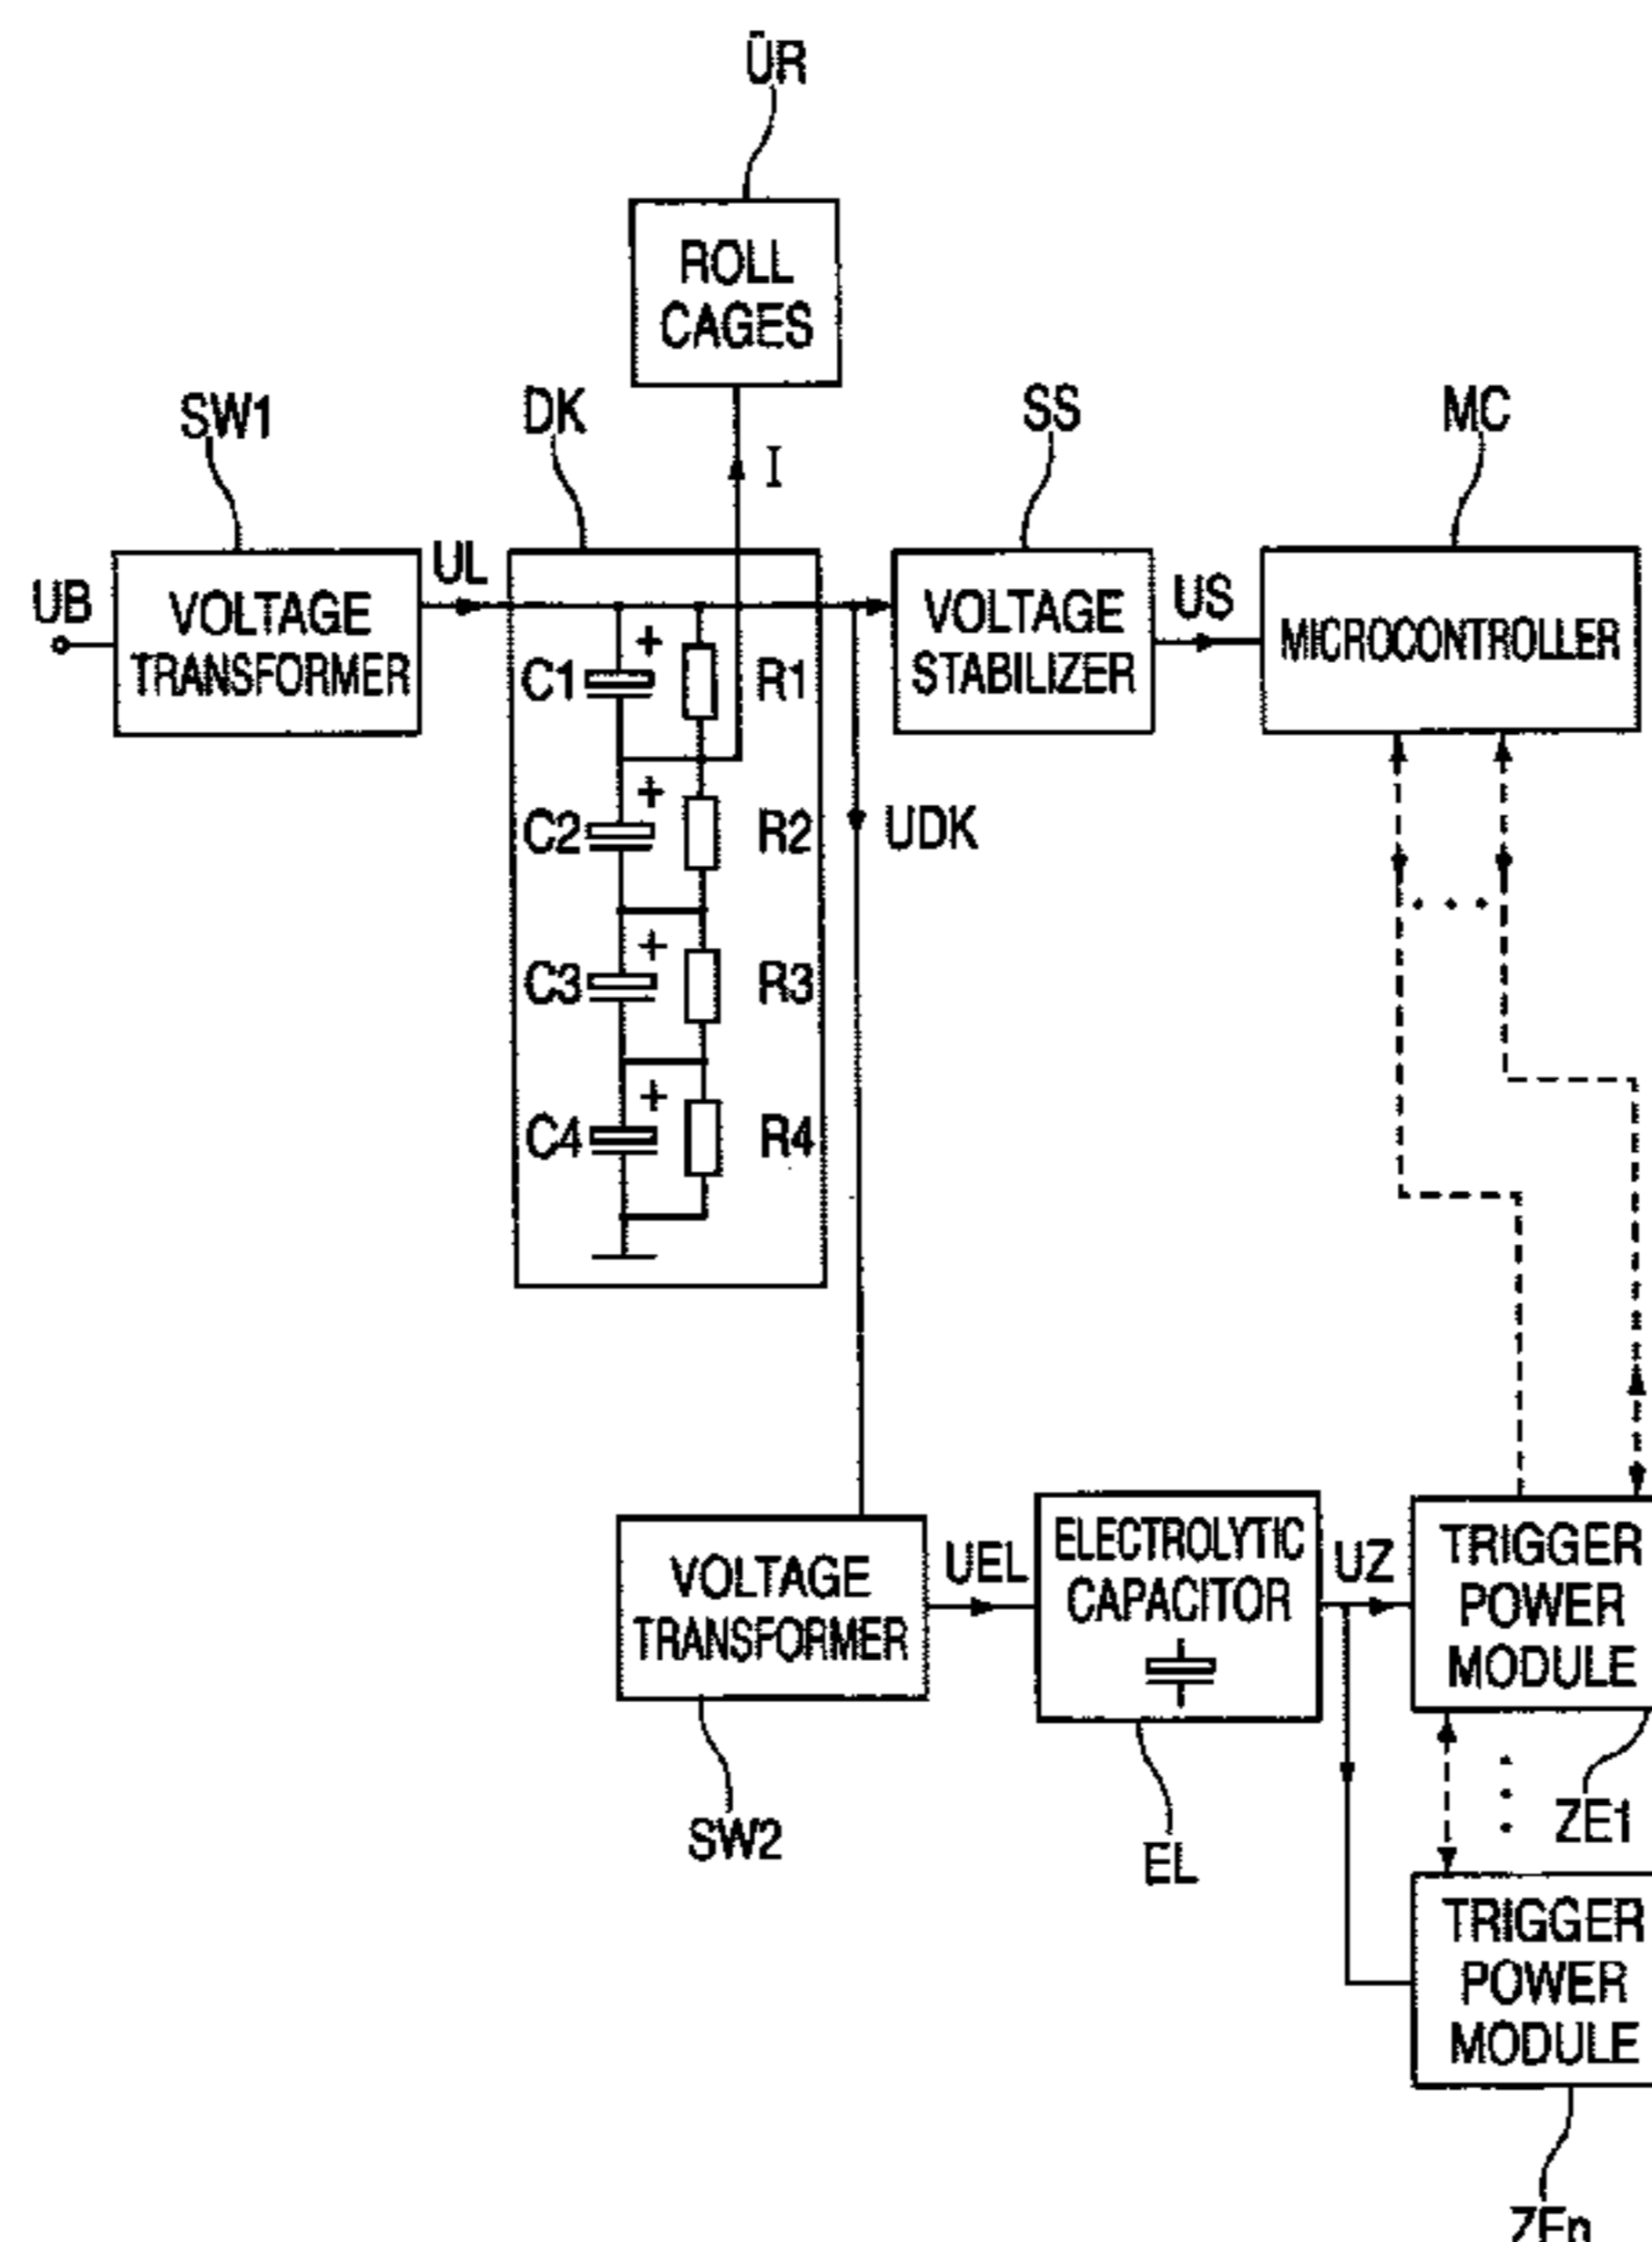 ÜR
ROLL
CAGES
SW1
DK
I
SS
MC
UB
VOLTAGE
TRANSFORMER
UL
VOLTAGE
STABILIZER
US
MICROCONTROLLER
+
C1
R1
+
C2
R2
UDK
+
C3
R3
+
C4
R4
VOLTAGE
TRANSFORMER
UEL
ELECTROLYTIC
CAPACITOR
UZ
TRIGGER
POWER
MODULE
SW2
EL
ZE1
TRIGGER
POWER
MODULE
ZEn